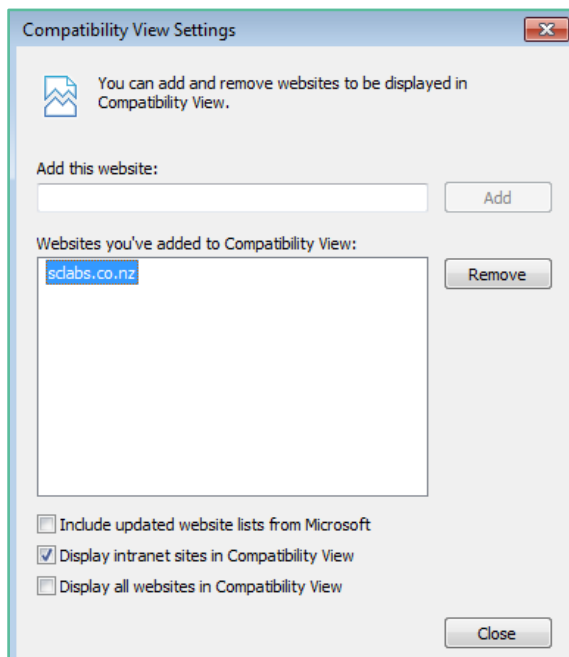 Compatibility View Settings
You can add and remove websites to be displayed in
Compatibility View.
Add this website:
Add
Websites you've added to Compatibility View:
sclabs.co.nz
Remove
Include updated website lists from Microsoft
Display intranet sites in Compatibility View
Display all websites in Compatibility View
Close